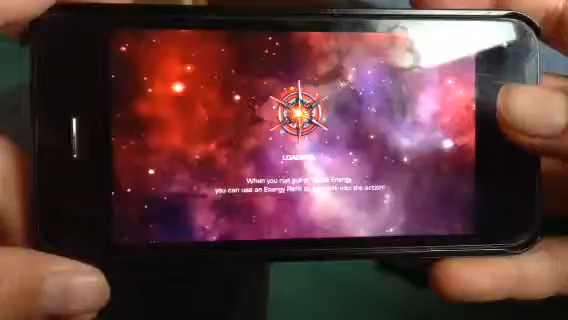 LOADING
When you run out of Energy,
you can use an Energy Refill to get back into the action!